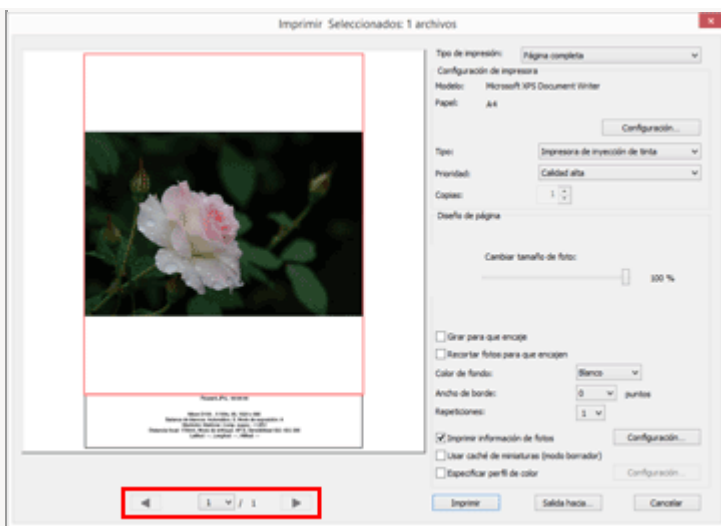 Imprimir Seleccionados: 1 archivos
Tipo de impresión: Página completa
Configuración de impresora
Modelo: Microsoft XPS Document Writer
Papel: A4
Configuración...
Tipo: Impresora de inyección de tinta
Prioridad: Calidad alta
Copias: 1
Diseño de página
Cambiar tamaño de foto:
100 %
Girar para que encaje
Recortar fotos para que encajen
Color de fondo: Blanco
Ancho de borde: 0 puntos
Repeticiones: 1
Imprimir información de fotos Configuración...
Usar caché de miniaturas (modo borrador)
Especificar perfil de color Configuración...
1 / 1
Imprimir Salida hacia... Cancelar